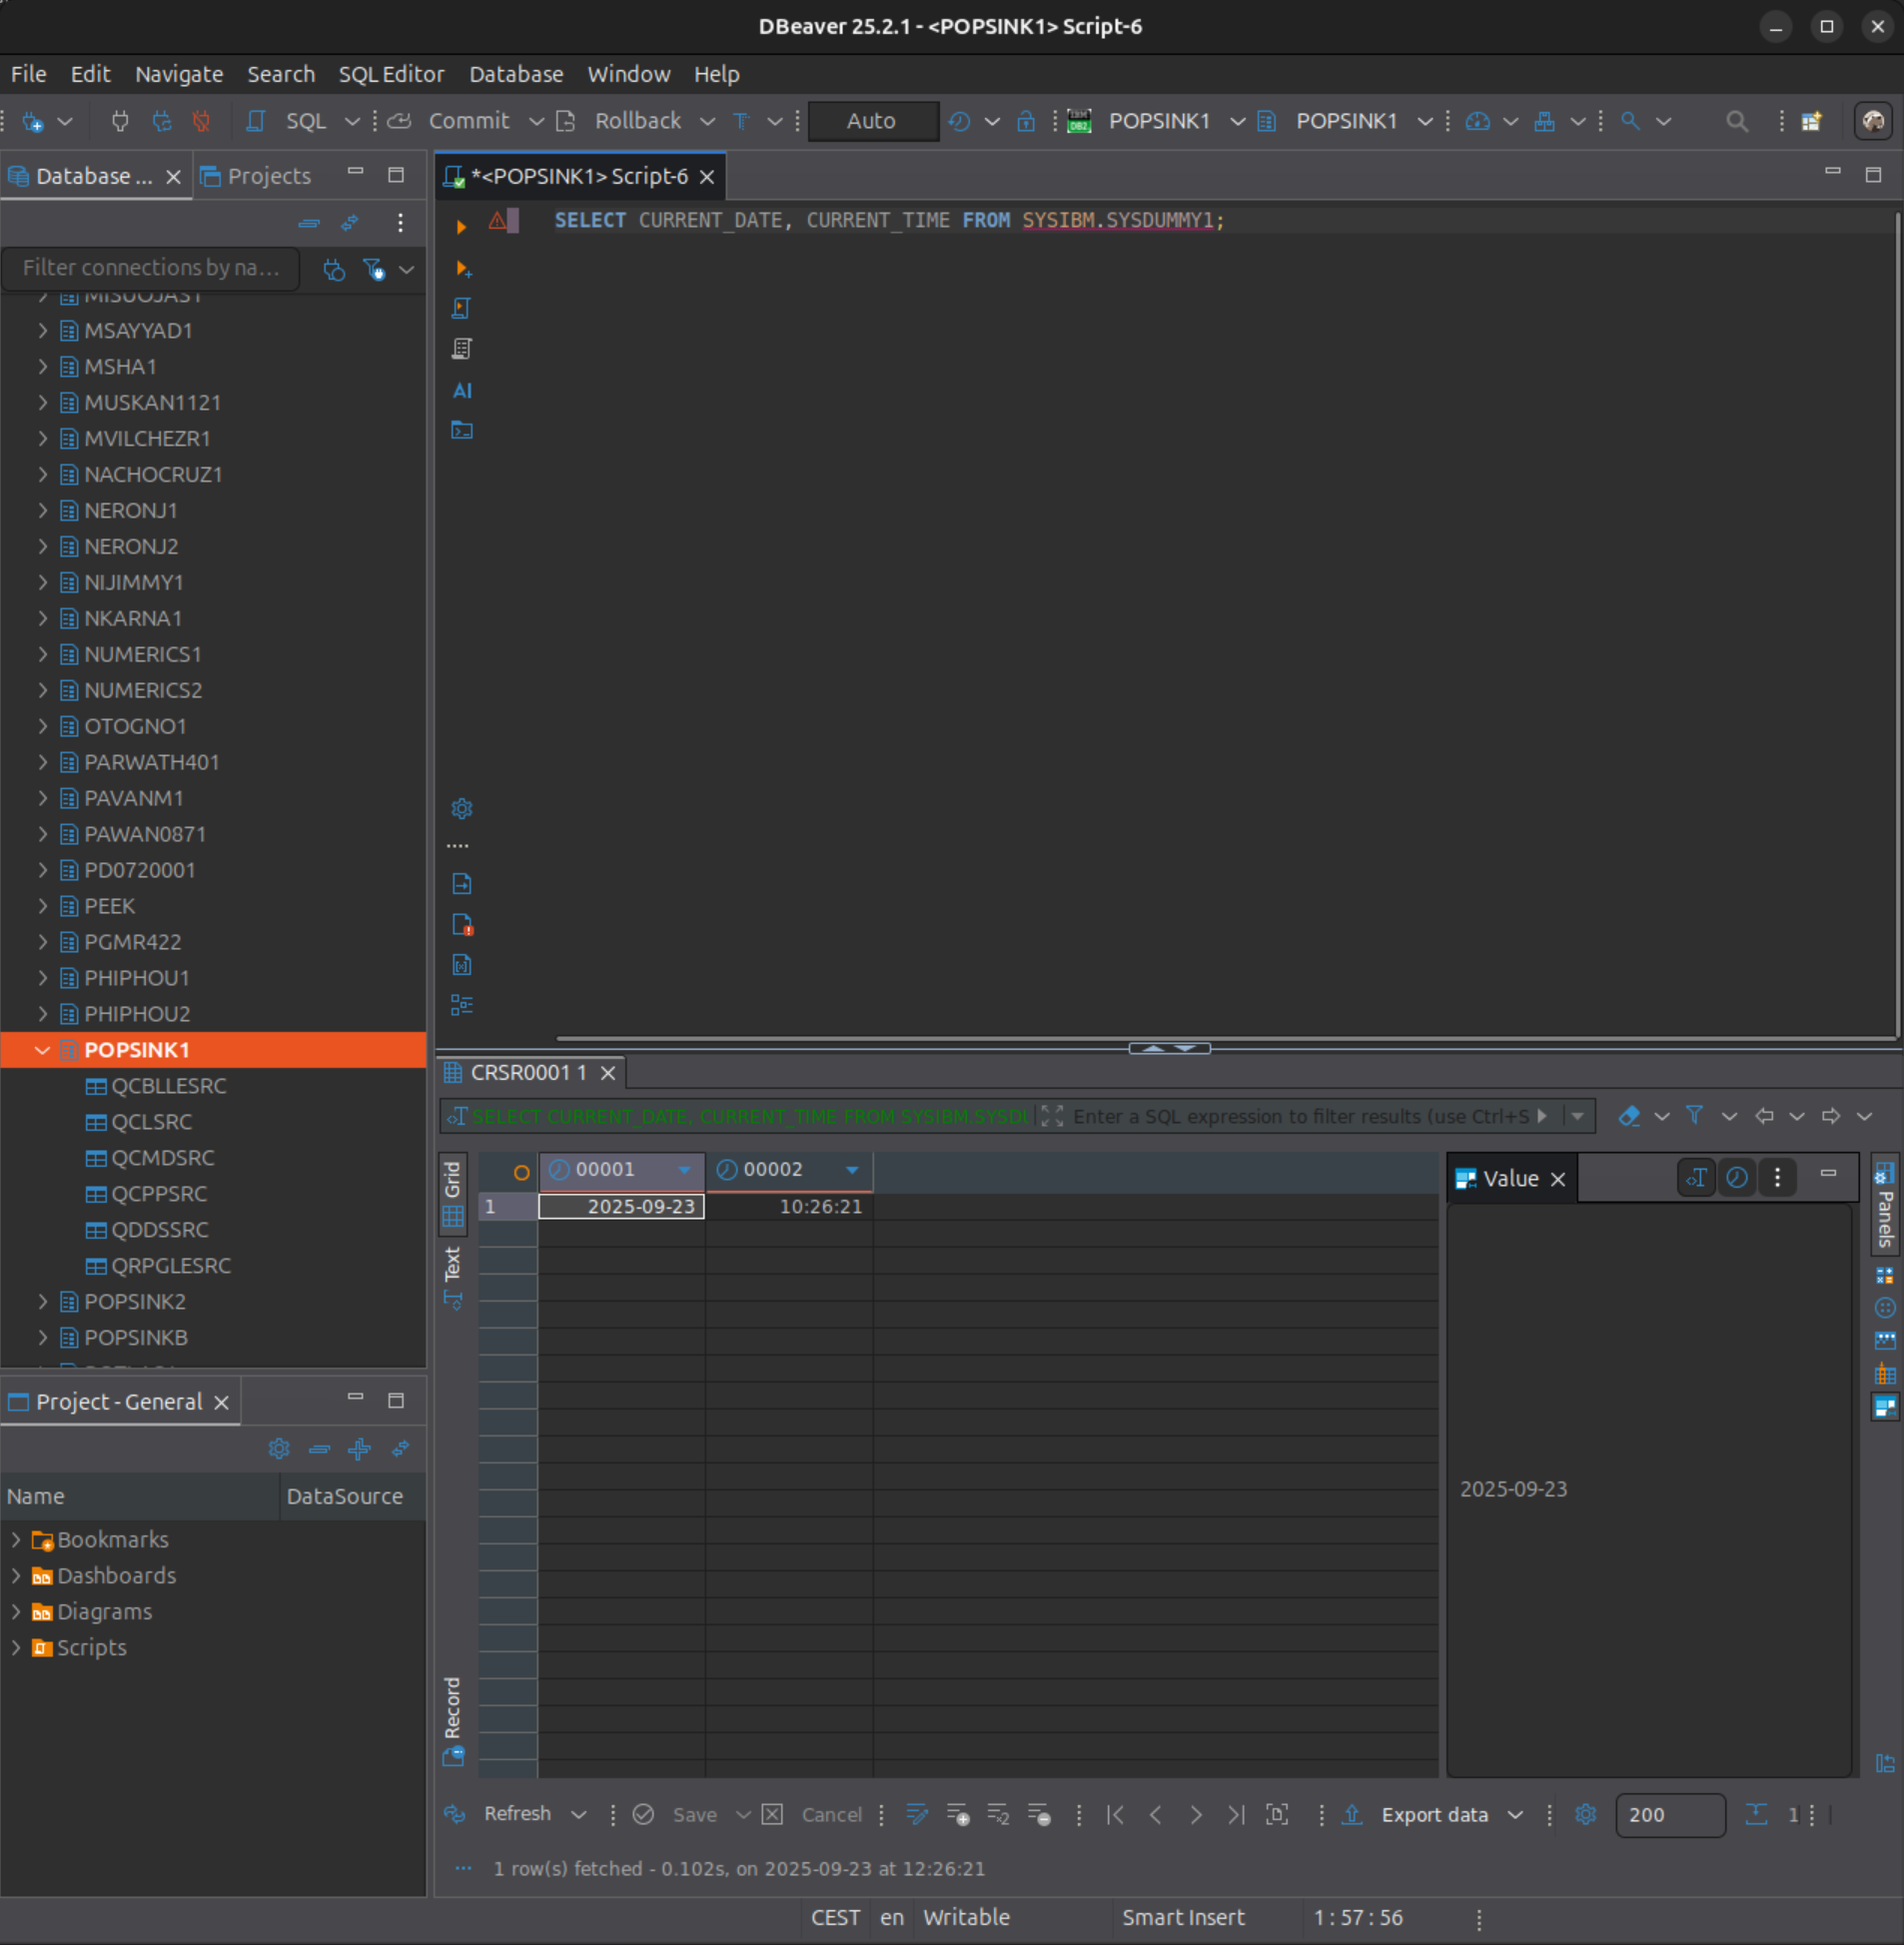 DBeaver 25.2.1 - <POPSINK1> Script-6
File Edit Navigate Search SQL Editor Database Window Help
SQL Commit Rollback Auto POPSINK1 POPSINK1
Database ... Projects
*<POPSINK1> Script-6
Filter connections by na...
SELECT CURRENT_DATE, CURRENT_TIME FROM SYSIBM.SYSDUMMY1;
AI
MISUOJAS1
MSAYYAD1
MSHA1
MUSKAN1121
MVILCHEZR1
NACHOCRUZ1
NERONJ1
NERONJ2
NIJIMMY1
NKARNA1
NUMERICS1
NUMERICS2
OTOGNO1
PARWATH401
PAVANM1
PAWAN0871
PD0720001
PEEK
PGMR422
PHIPHOU1
PHIPHOU2
POPSINK1
QCBLLESRC
QCLSRC
QCMDSRC
QCPPSRC
QDDSSRC
QRPGLESRC
POPSINK2
POPSINKB
Project - General
Name DataSource
Bookmarks
Dashboards
Diagrams
Scripts
CRSR0001 1
SELECT CURRENT_DATE, CURRENT_TIME FROM SYSIBM.SYSDU
Enter a SQL expression to filter results (use Ctrl+S
Grid
Text
Record
00001 00002
1 2025-09-23 10:26:21
Value
2025-09-23
Panels
Refresh Save Cancel Export data 200 1
1 row(s) fetched - 0.102s, on 2025-09-23 at 12:26:21
CEST en Writable Smart Insert 1 : 57 : 56